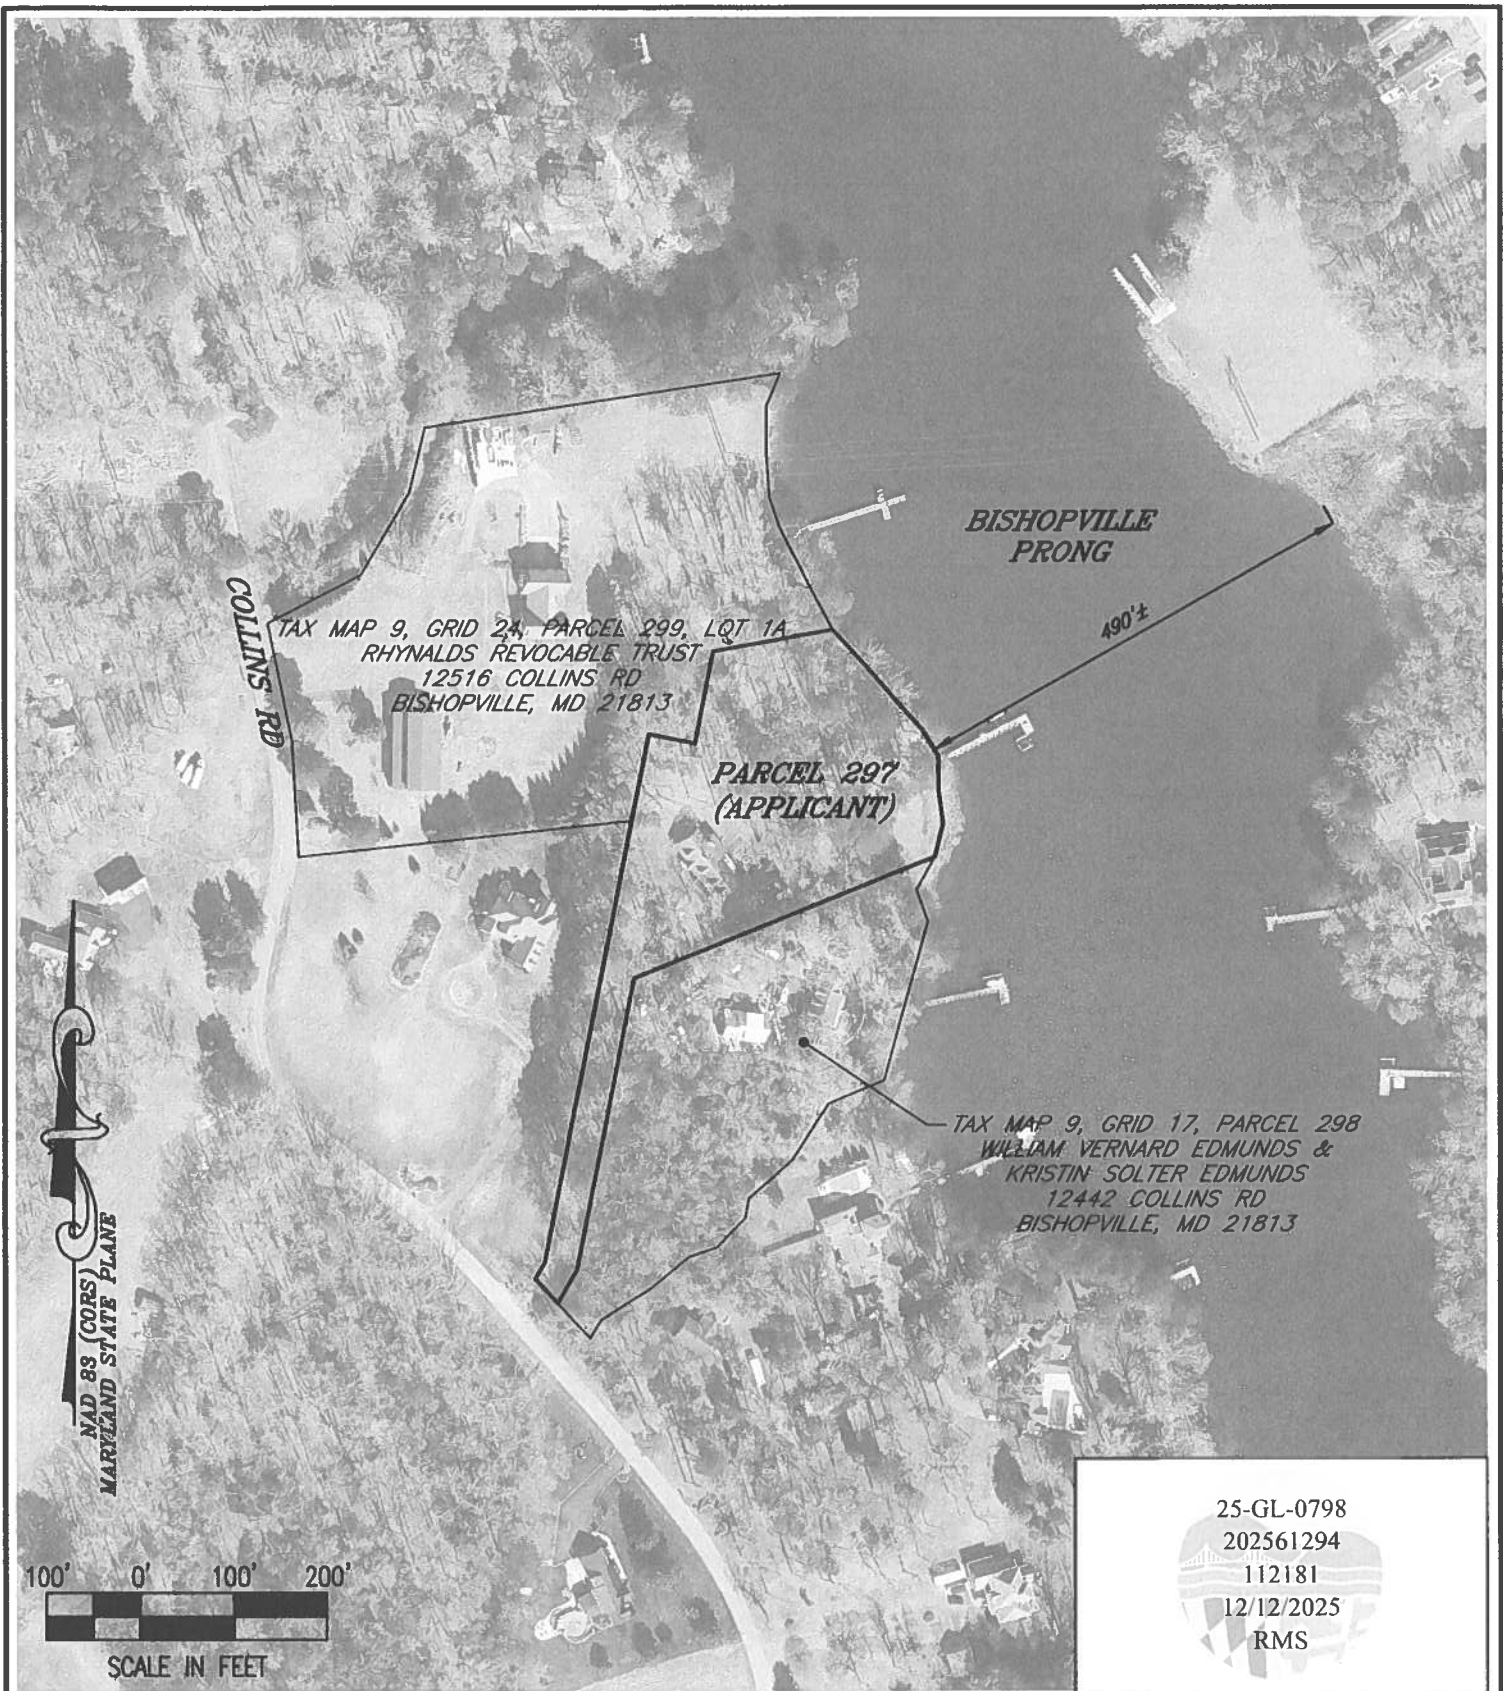 BISHOPVILLE
PRONG
490'±
COLLINS RD
TAX MAP 9, GRID 24, PARCEL 299, LOT 1A
RHYNALDS REVOCABLE TRUST
12516 COLLINS RD
BISHOPVILLE, MD 21813
PARCEL 297
(APPLICANT)
TAX MAP 9, GRID 17, PARCEL 298
WILLIAM VERNARD EDMUNDS &
KRISTIN SOLTER EDMUNDS
12442 COLLINS RD
BISHOPVILLE, MD 21813
NAD 83 (CORS)
MARYLAND STATE PLANE
100' 0' 100' 200'
SCALE IN FEET
25-GL-0798
202561294
112181
12/12/2025
RMS